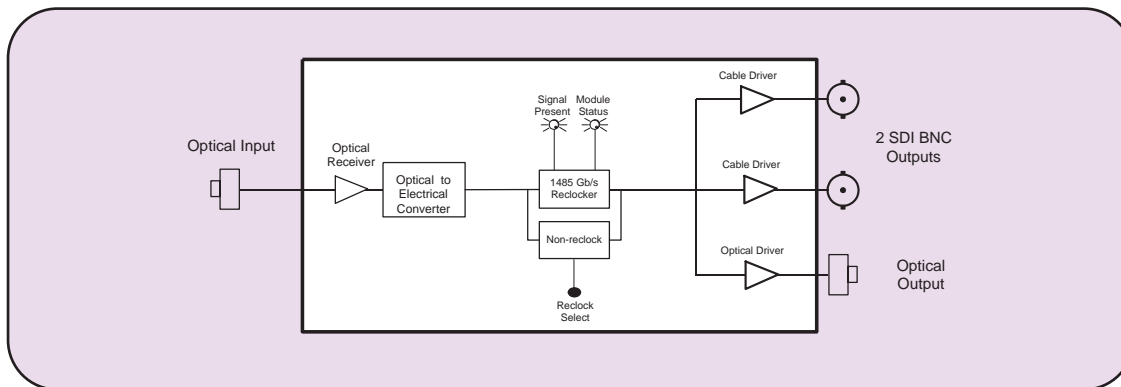 Cable Driver
Signal
Present
Module
Status
Optical Input
Optical
Receiver
2 SDI BNC
Outputs
Optical to
Electrical
Converter
1485 Gb/s
Reclocker
Cable Driver
Non-reclock
Optical Driver
Optical
Output
Reclock
Select